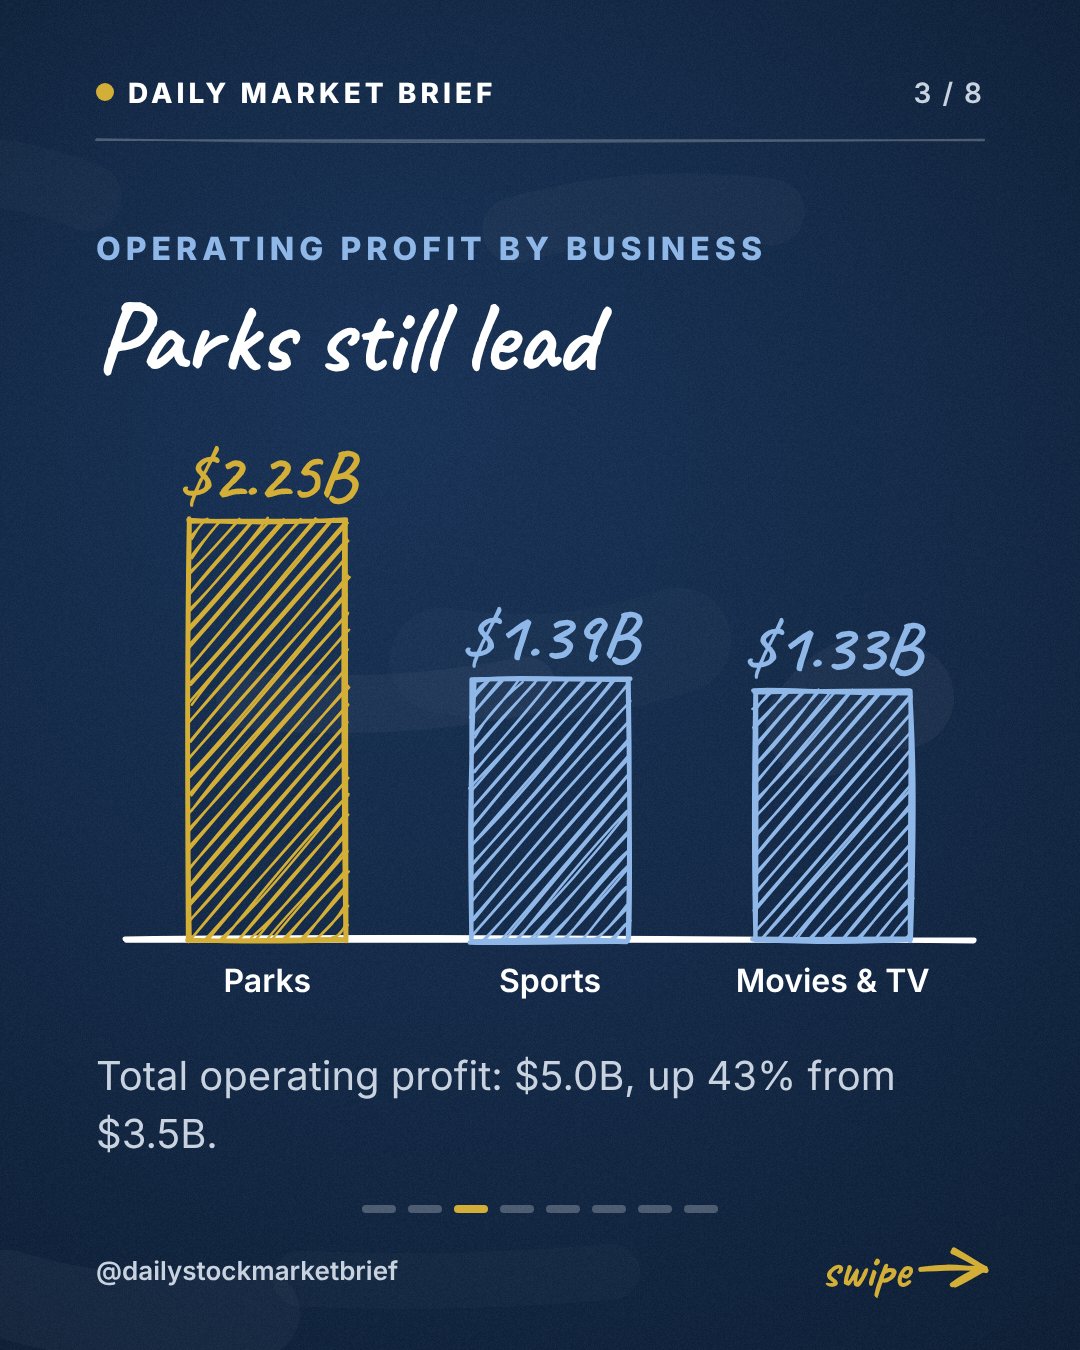 DAILY MARKET BRIEF
3 / 8
OPERATING PROFIT BY BUSINESS
Parks still lead
$2.25B
$1.39B
$1.33B
Parks
Sports
Movies & TV
Total operating profit: $5.0B, up 43% from
$3.5B.
@dailystockmarketbrief
swipe